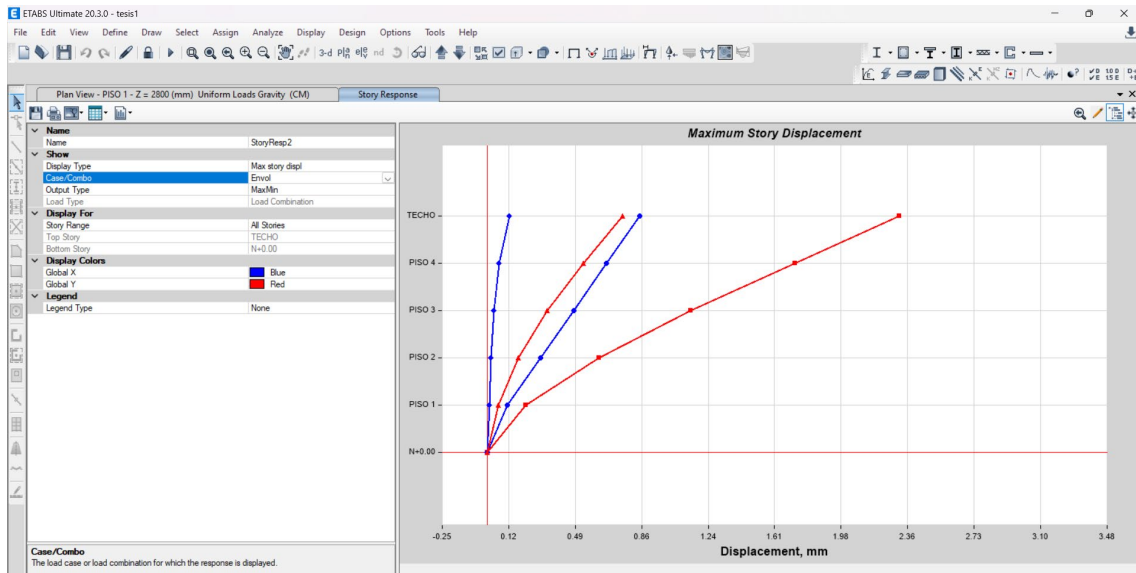 ETABS Ultimate 20.3.0 - tesis1
File Edit View Define Draw Select Assign Analyze Display Design Options Tools Help
3-d nd
Plan View - PISO 1 - Z = 2800 (mm) Uniform Loads Gravity (CM) Story Response
Name
Name StoryResp2
Show
Display Type Max story displ
Case/Combo Envol
Output Type MaxMin
Load Type Load Combination
Display For
Story Range All Stories
Top Story TECHO
Bottom Story N+0.00
Display Colors
Global X Blue
Global Y Red
Legend
Legend Type None
Case/Combo
The load case or load combination for which the response is displayed.
Maximum Story Displacement
TECHO
PISO 4
PISO 3
PISO 2
PISO 1
N+0.00
-0.25 0.12 0.49 0.86 1.24 1.61 1.98 2.36 2.73 3.10 3.48
Displacement, mm